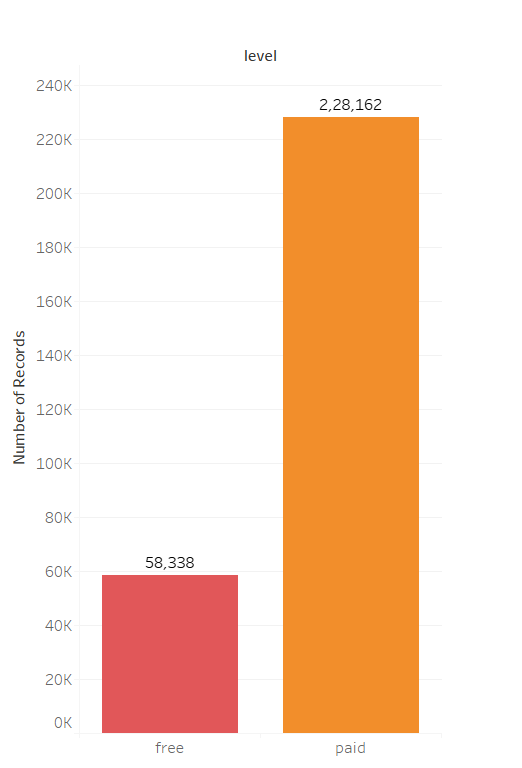 level
Number of Records
240K
220K
200K
180K
160K
140K
120K
100K
80K
60K
40K
20K
0K
2,28,162
58,338
free
paid